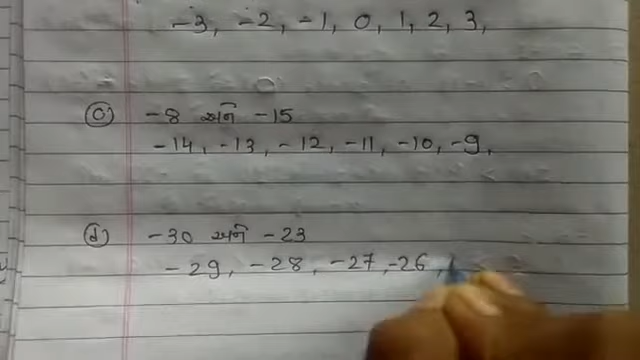 -3, -2, -1, 0, 1, 2, 3,
(c) -8 અને -15
-14, -13, -12, -11, -10, -9,
(d) -30 અને -23
-29, -28, -27, -26,